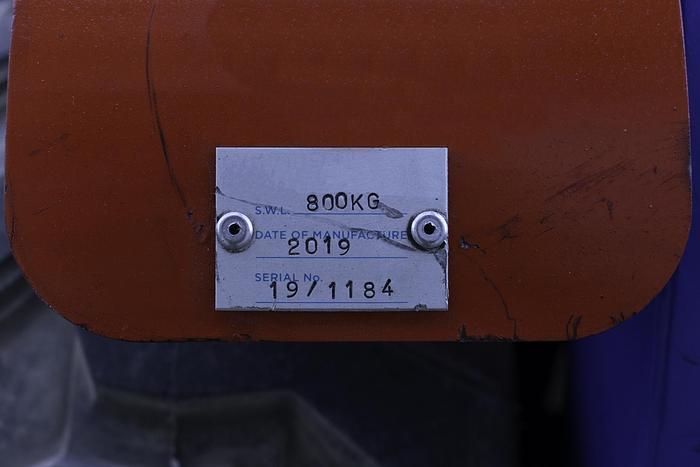 S.W.L. 800KG
DATE OF MANUFACTURE
2019
SERIAL No.
19/1184